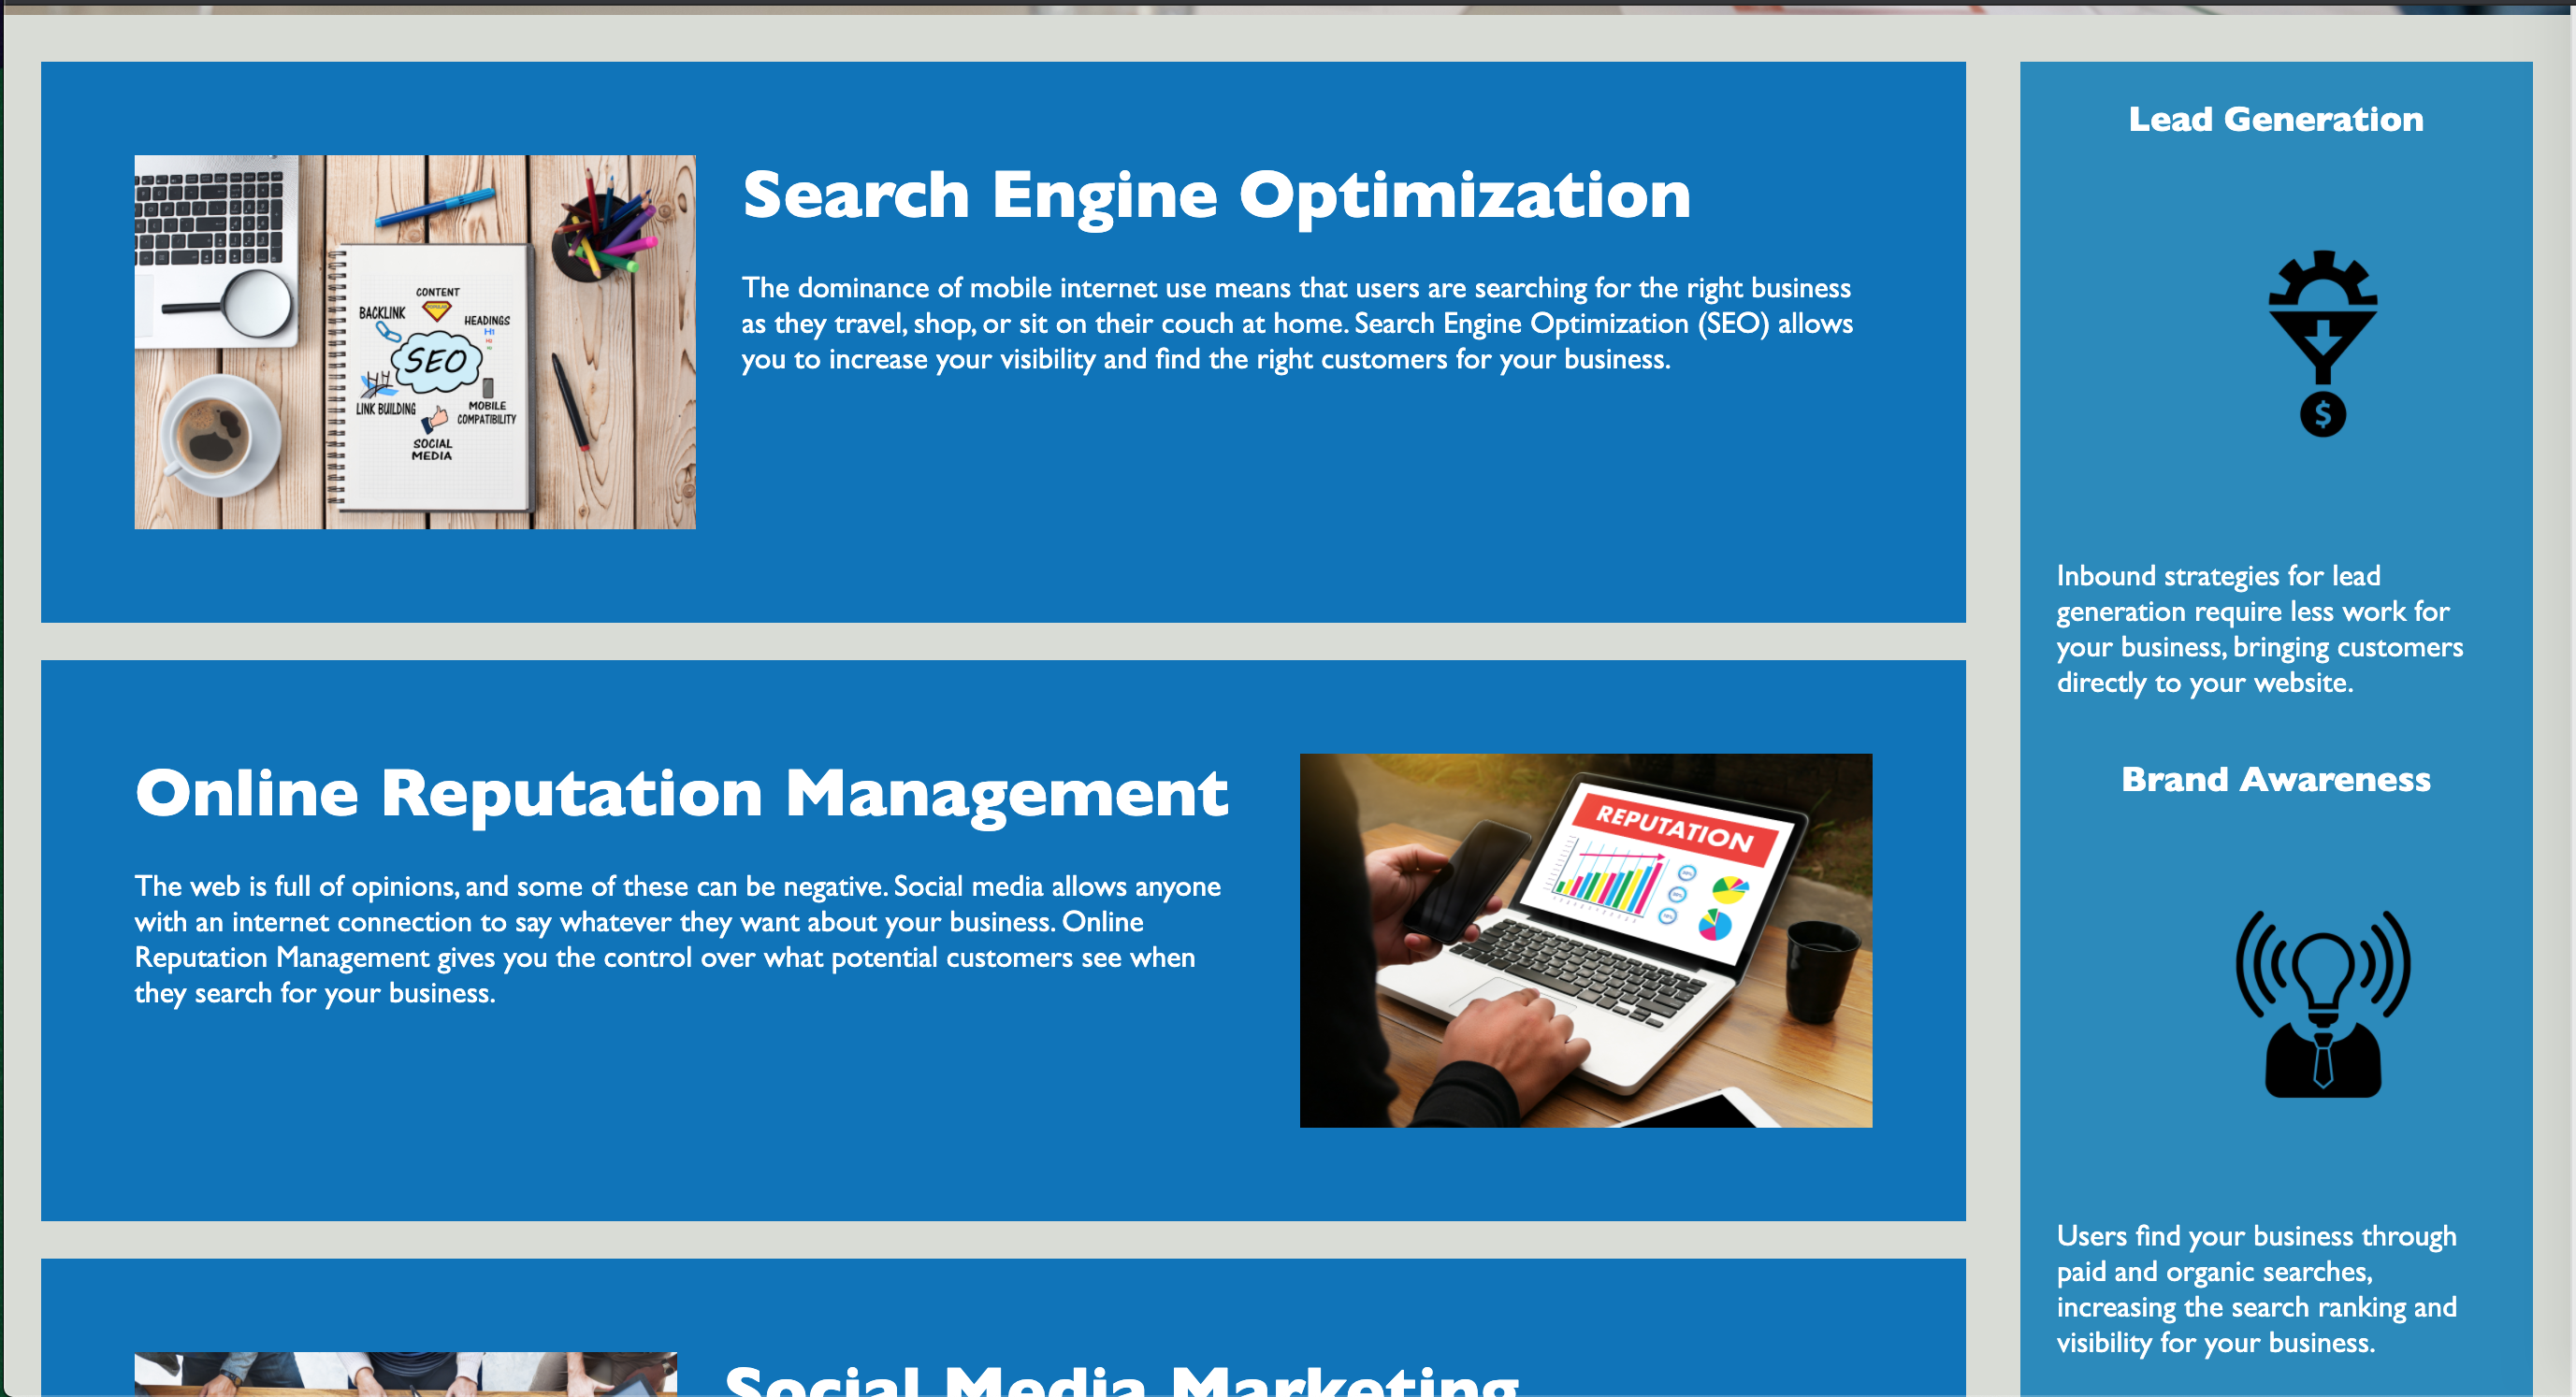 Search Engine Optimization
The dominance of mobile internet use means that users are searching for the right business
as they travel, shop, or sit on their couch at home. Search Engine Optimization (SEO) allows
you to increase your visibility and find the right customers for your business.
CONTENT
BACKLINK
HEADINGS
H1
SEO
LINK BUILDING
MOBILE
COMPATIBILITY
SOCIAL
MEDIA
Online Reputation Management
The web is full of opinions, and some of these can be negative. Social media allows anyone
with an internet connection to say whatever they want about your business. Online
Reputation Management gives you the control over what potential customers see when
they search for your business.
REPUTATION
Social Media Marketing
Lead Generation
$
Inbound strategies for lead
generation require less work for
your business, bringing customers
directly to your website.
Brand Awareness
Users find your business through
paid and organic searches,
increasing the search ranking and
visibility for your business.